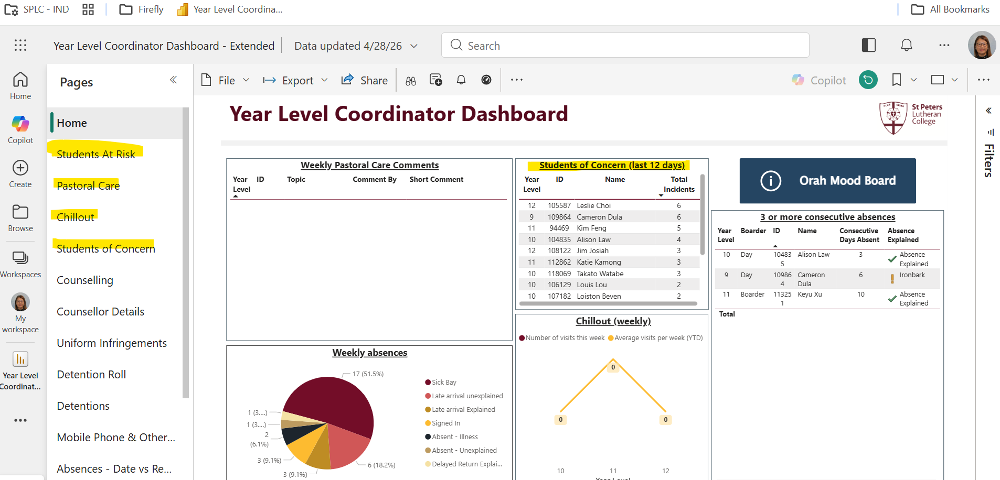 SPLC - IND
Firefly
Year Level Coordina...
All Bookmarks
Year Level Coordinator Dashboard - Extended
Data updated 4/28/26
Search
Home
Copilot
Create
Browse
Workspaces
My
workspace
Year Level
Coordinat...
Pages
Home
Students At Risk
Pastoral Care
Chillout
Students of Concern
Counselling
Counsellor Details
Uniform Infringements
Detention Roll
Detentions
Mobile Phone & Other...
Absences - Date vs Re...
File
Export
Share
Copilot
Year Level Coordinator Dashboard
PLUS ULTRA
St Peters
Lutheran
College
Filters
Weekly Pastoral Care Comments
Year Level ID Topic Comment By Short Comment
Students of Concern (last 12 days)
Year Level ID Name Total Incidents
12 105587 Leslie Choi 6
9 109864 Cameron Dula 6
11 94469 Kim Feng 5
10 104835 Alison Law 4
12 108122 Jim Josiah 3
11 112862 Katie Kamong 3
10 118069 Takato Watabe 3
10 106129 Louis Lou 2
10 107182 Loiston Beven 2
Orah Mood Board
3 or more consecutive absences
Year Level Boarder ID Name Consecutive Days Absent Absence Explained
10 Day 104835 Alison Law 3 Absence Explained
9 Day 109864 Cameron Dula 6 Ironbark
11 Boarder 113251 Keyu Xu 10 Absence Explained
Total
Weekly absences
17 (51.5%)
6 (18.2%)
3 (9.1%)
3 (9.1%)
2
(6.1%)
1 (3....)
1 (3....)
Sick Bay
Late arrival unexplained
Late arrival Explained
Signed In
Absent - Illness
Absent - Unexplained
Delayed Return Explai...
Chillout (weekly)
Number of visits this week Average visits per week (YTD)
0
0
0
10 11 12
Year Level